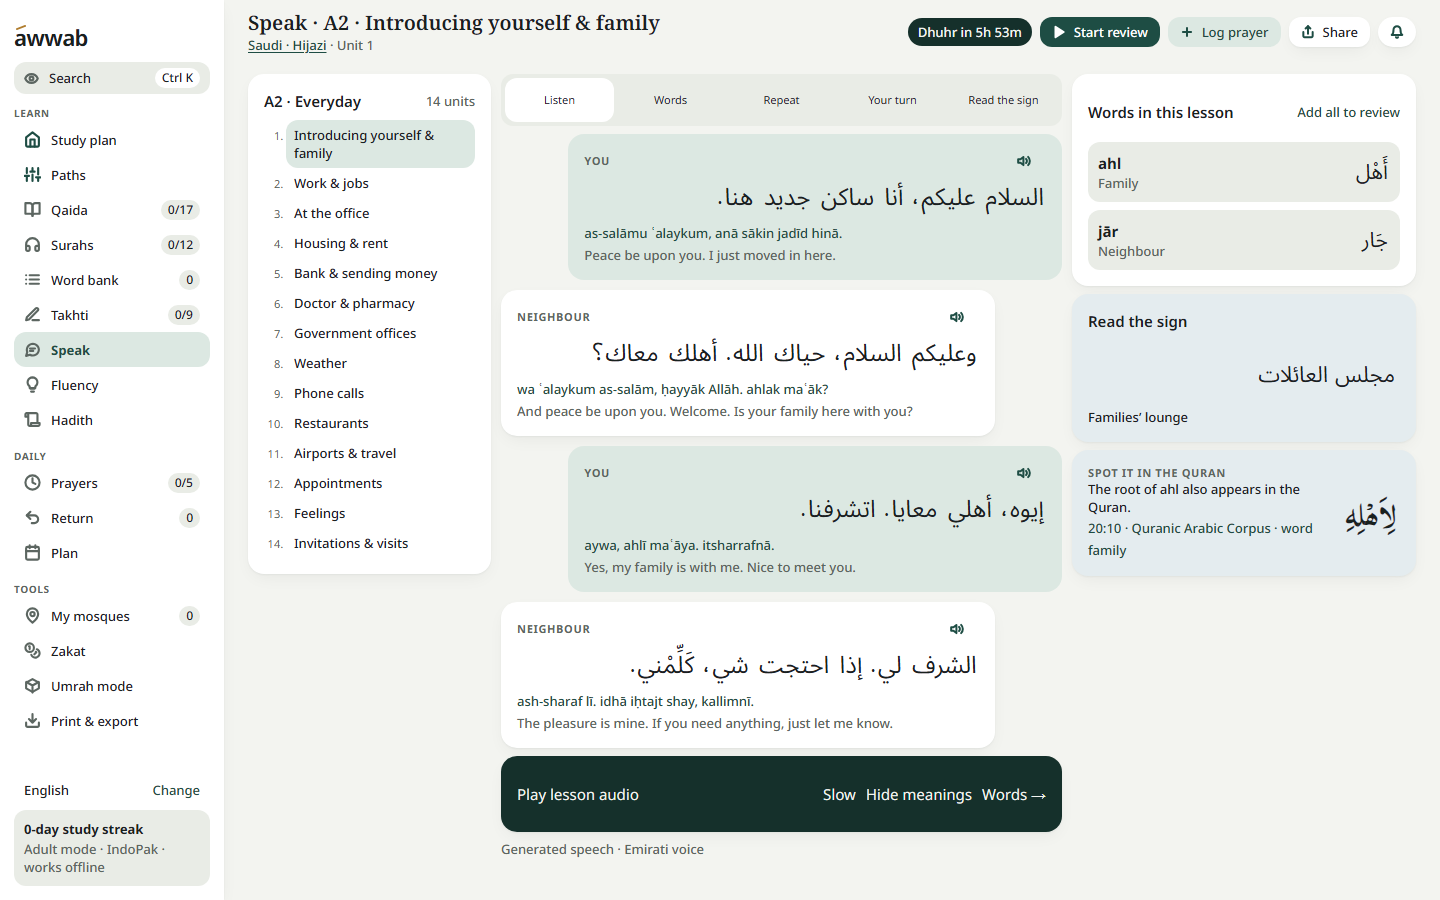 awwab
Search Ctrl K
LEARN
Study plan
Paths
Qaida 0/17
Surahs 0/12
Word bank 0
Takhti 0/9
Speak
Fluency
Hadith
DAILY
Prayers 0/5
Return 0
Plan
TOOLS
My mosques 0
Zakat
Umrah mode
Print & export
English Change
0-day study streak
Adult mode · IndoPak ·
works offline
Speak · A2 · Introducing yourself & family
Saudi · Hijazi · Unit 1
Dhuhr in 5h 53m
Start review
Log prayer
Share
A2 · Everyday 14 units
1. Introducing yourself &
family
2. Work & jobs
3. At the office
4. Housing & rent
5. Bank & sending money
6. Doctor & pharmacy
7. Government offices
8. Weather
9. Phone calls
10. Restaurants
11. Airports & travel
12. Appointments
13. Feelings
14. Invitations & visits
Listen Words Repeat Your turn Read the sign
YOU
السلام عليكم، أنا ساكن جديد هنا.
as-salāmu ʿalaykum, anā sākin jadīd hinā.
Peace be upon you. I just moved in here.
NEIGHBOUR
وعليكم السلام، حياك الله. أهلك معاك؟
wa ʿalaykum as-salām, ḥayyāk Allāh. ahlak maʿāk?
And peace be upon you. Welcome. Is your family here with you?
YOU
إيوه، أهلي معايا. اتشرفنا.
aywa, ahlī maʿāya. itsharrafnā.
Yes, my family is with me. Nice to meet you.
NEIGHBOUR
الشرف لي. إذا احتجت شي، كَلِّمْني.
ash-sharaf lī. idhā iḥtajt shay, kallimnī.
The pleasure is mine. If you need anything, just let me know.
Play lesson audio Slow Hide meanings Words →
Generated speech · Emirati voice
Words in this lesson Add all to review
ahl أَهْل
Family
jār جَار
Neighbour
Read the sign
مجلس العائلات
Families’ lounge
SPOT IT IN THE QURAN
The root of ahl also appears in the
Quran.
لِاَهْلِهِ
20:10 · Quranic Arabic Corpus · word
family